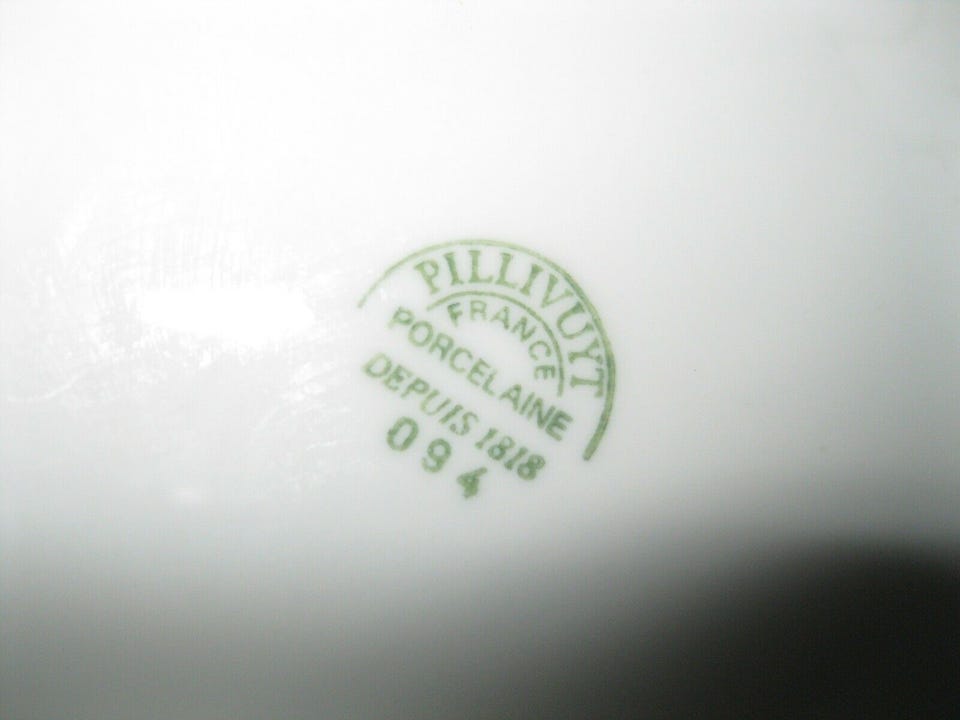 PILLIVUYT
FRANCE
PORCELAINE
DEPUIS 1818
094